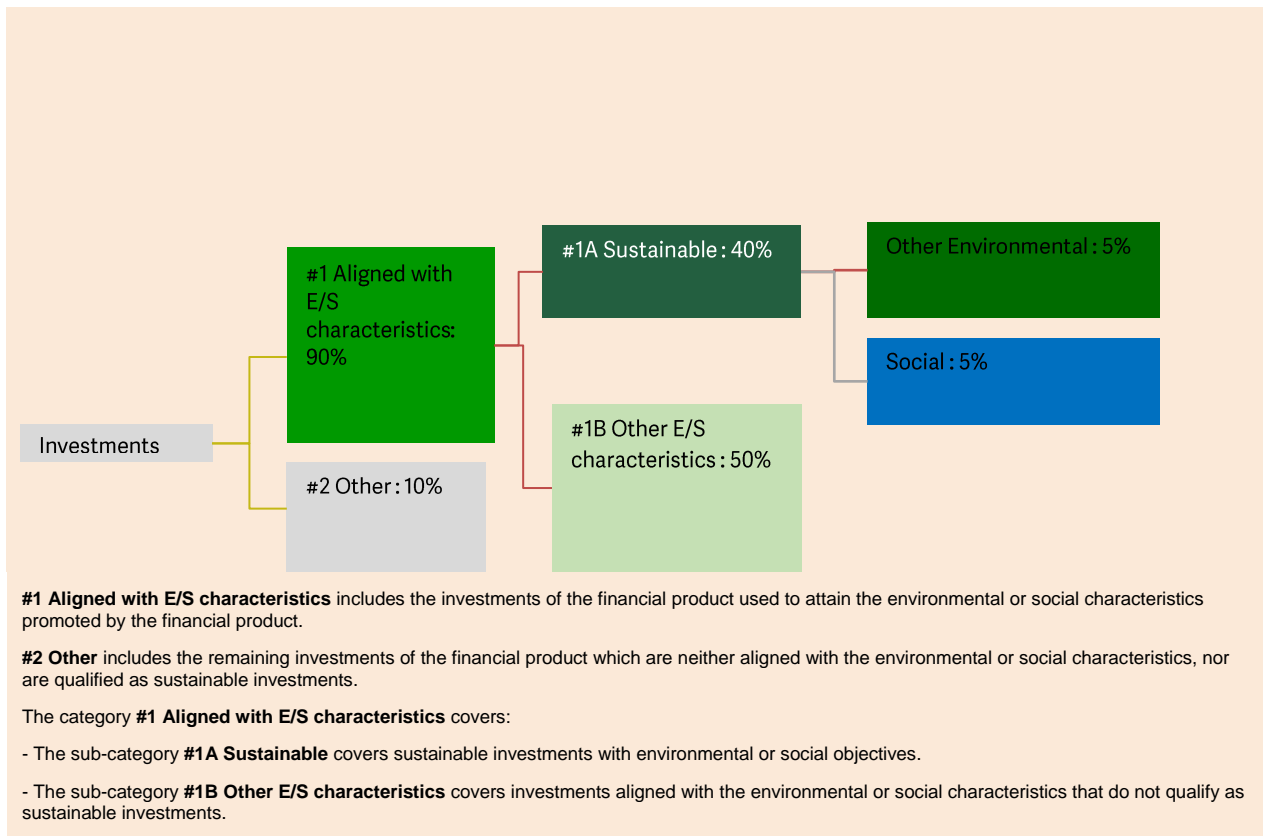 #1A Sustainable : 40%
Other Environmental : 5%
#1 Aligned with
E/S
characteristics:
90%
Social : 5%
#1B Other E/S
characteristics : 50%
Investments
#2 Other : 10%
#1 Aligned with E/S characteristics includes the investments of the financial product used to attain the environmental or social characteristics
promoted by the financial product.
#2 Other includes the remaining investments of the financial product which are neither aligned with the environmental or social characteristics, nor
are qualified as sustainable investments.
The category #1 Aligned with E/S characteristics covers:
- The sub-category #1A Sustainable covers sustainable investments with environmental or social objectives.
- The sub-category #1B Other E/S characteristics covers investments aligned with the environmental or social characteristics that do not qualify as
sustainable investments.